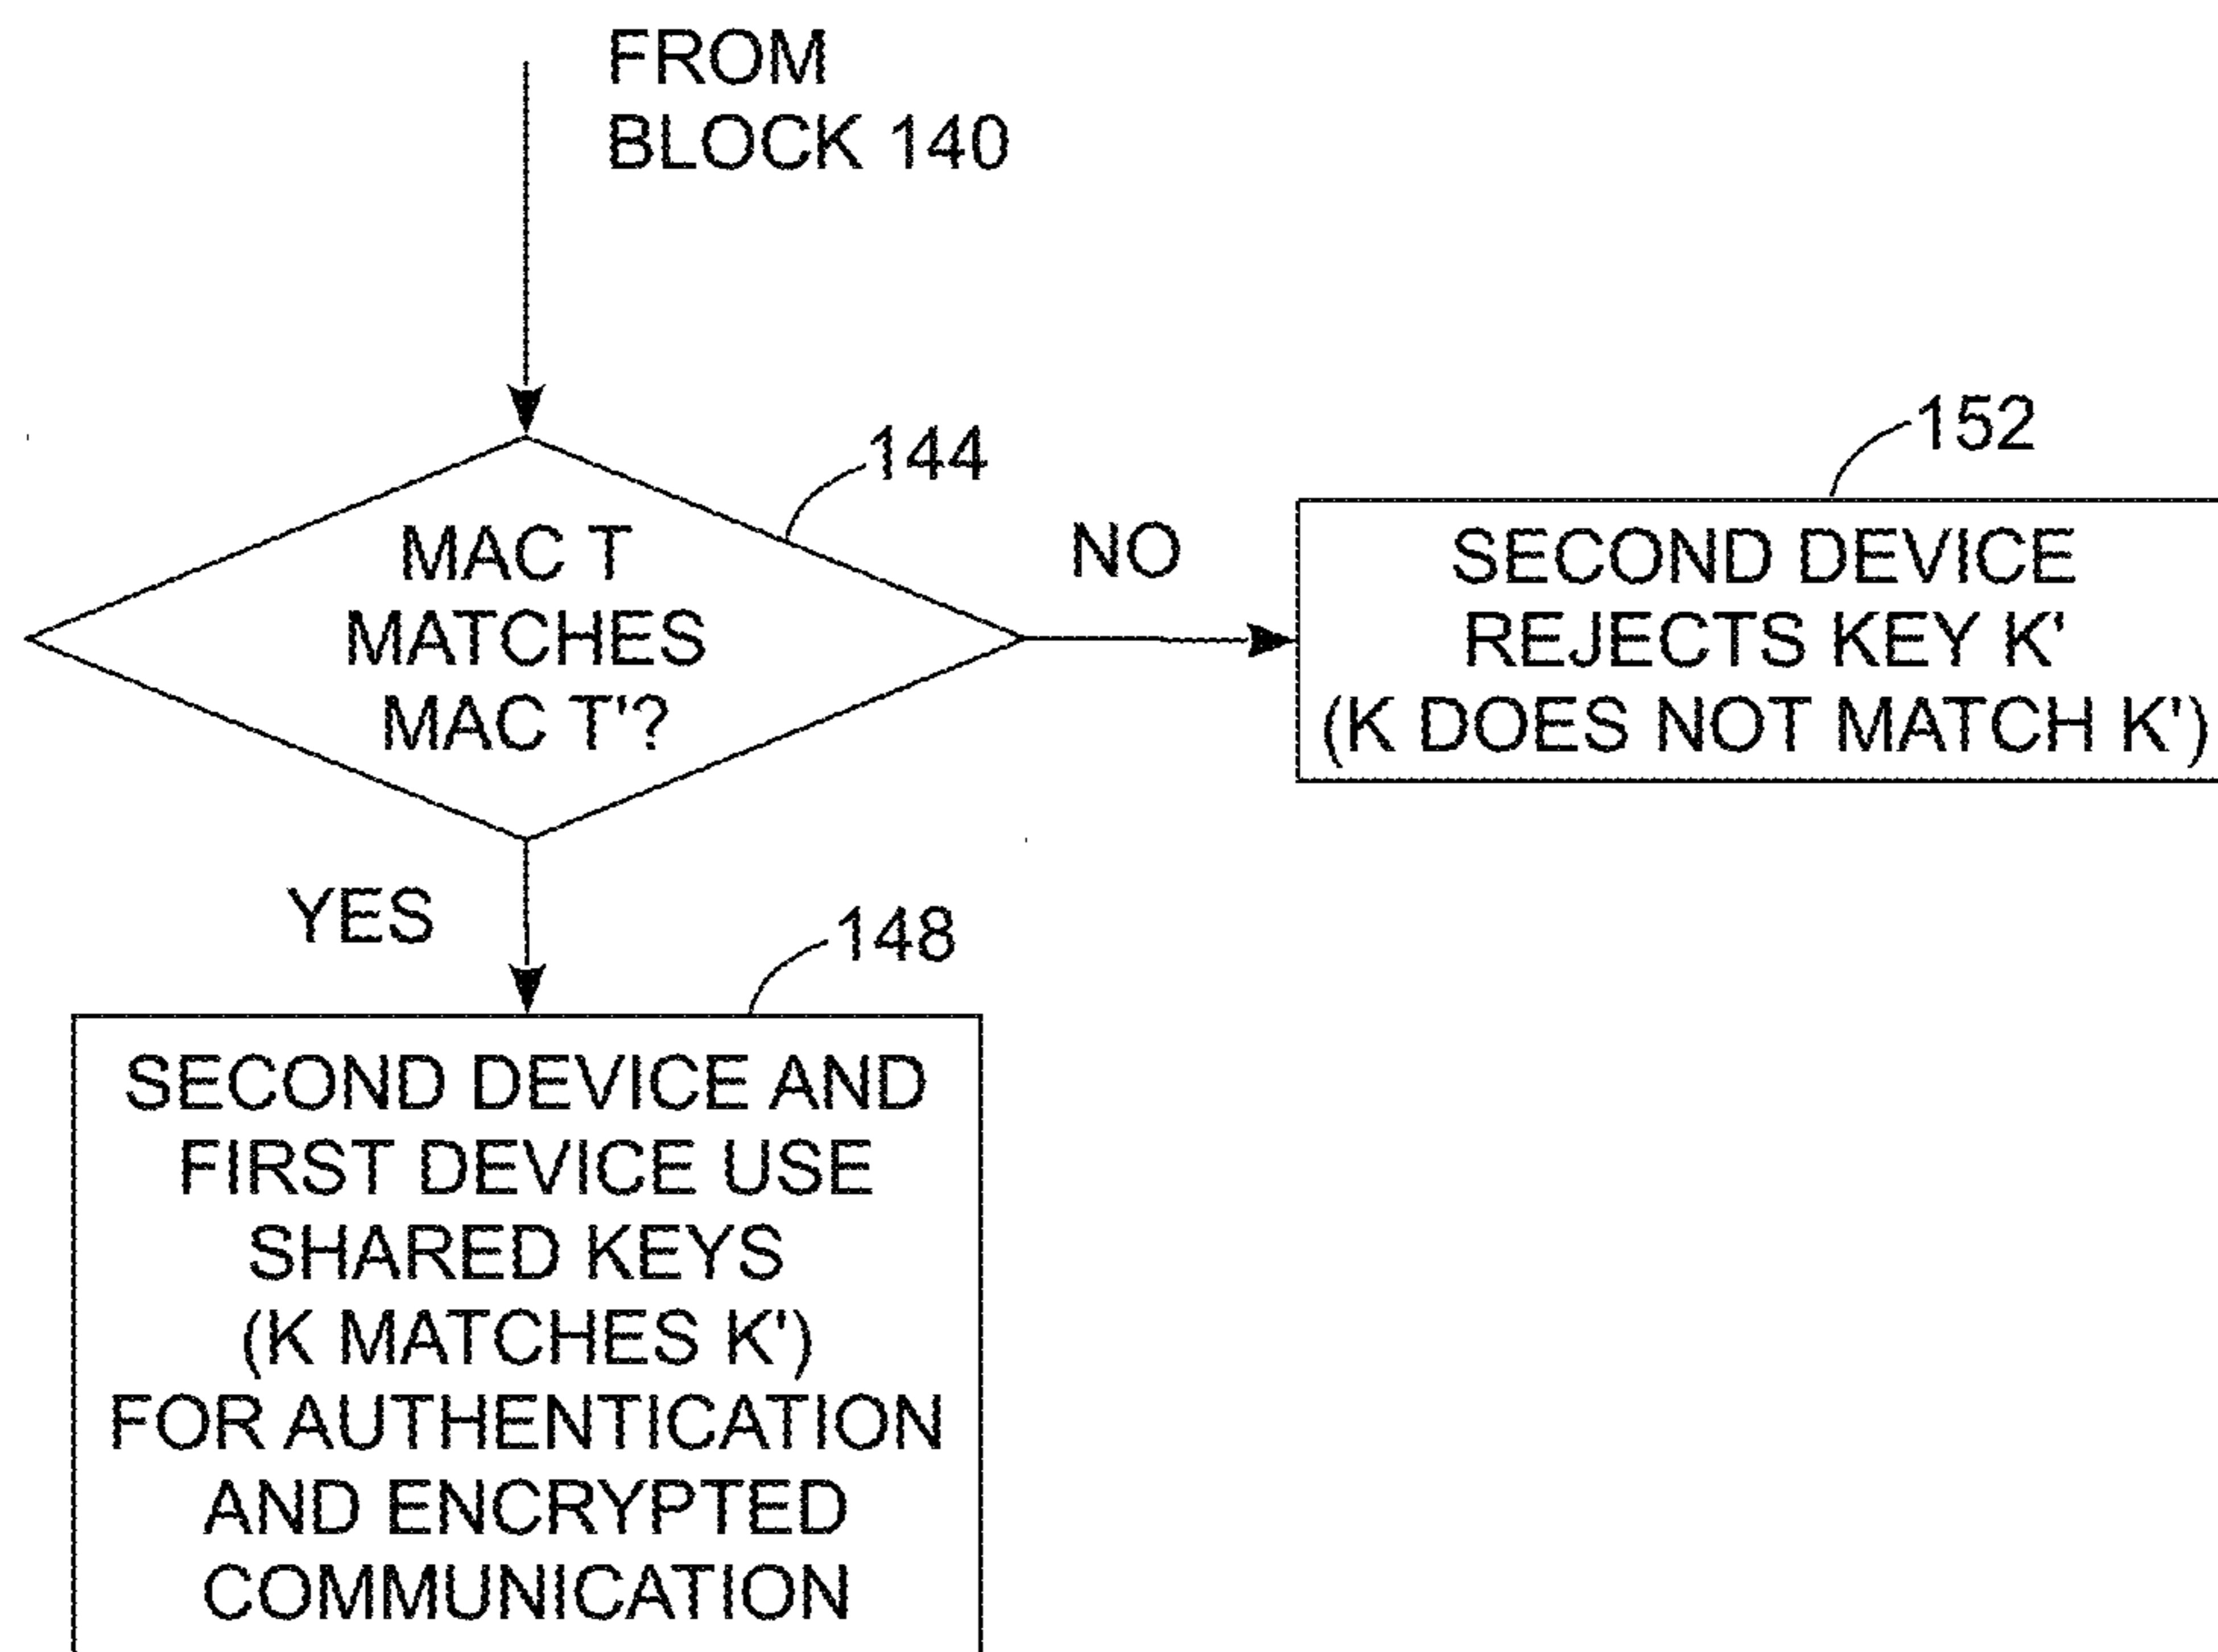 FROM
BLOCK 140
144
MAC T
MATCHES
MAC T'?
NO
152
SECOND DEVICE
REJECTS KEY K'
(K DOES NOT MATCH K')
YES
148
SECOND DEVICE AND
FIRST DEVICE USE
SHARED KEYS
(K MATCHES K')
FOR AUTHENTICATION
AND ENCRYPTED
COMMUNICATION